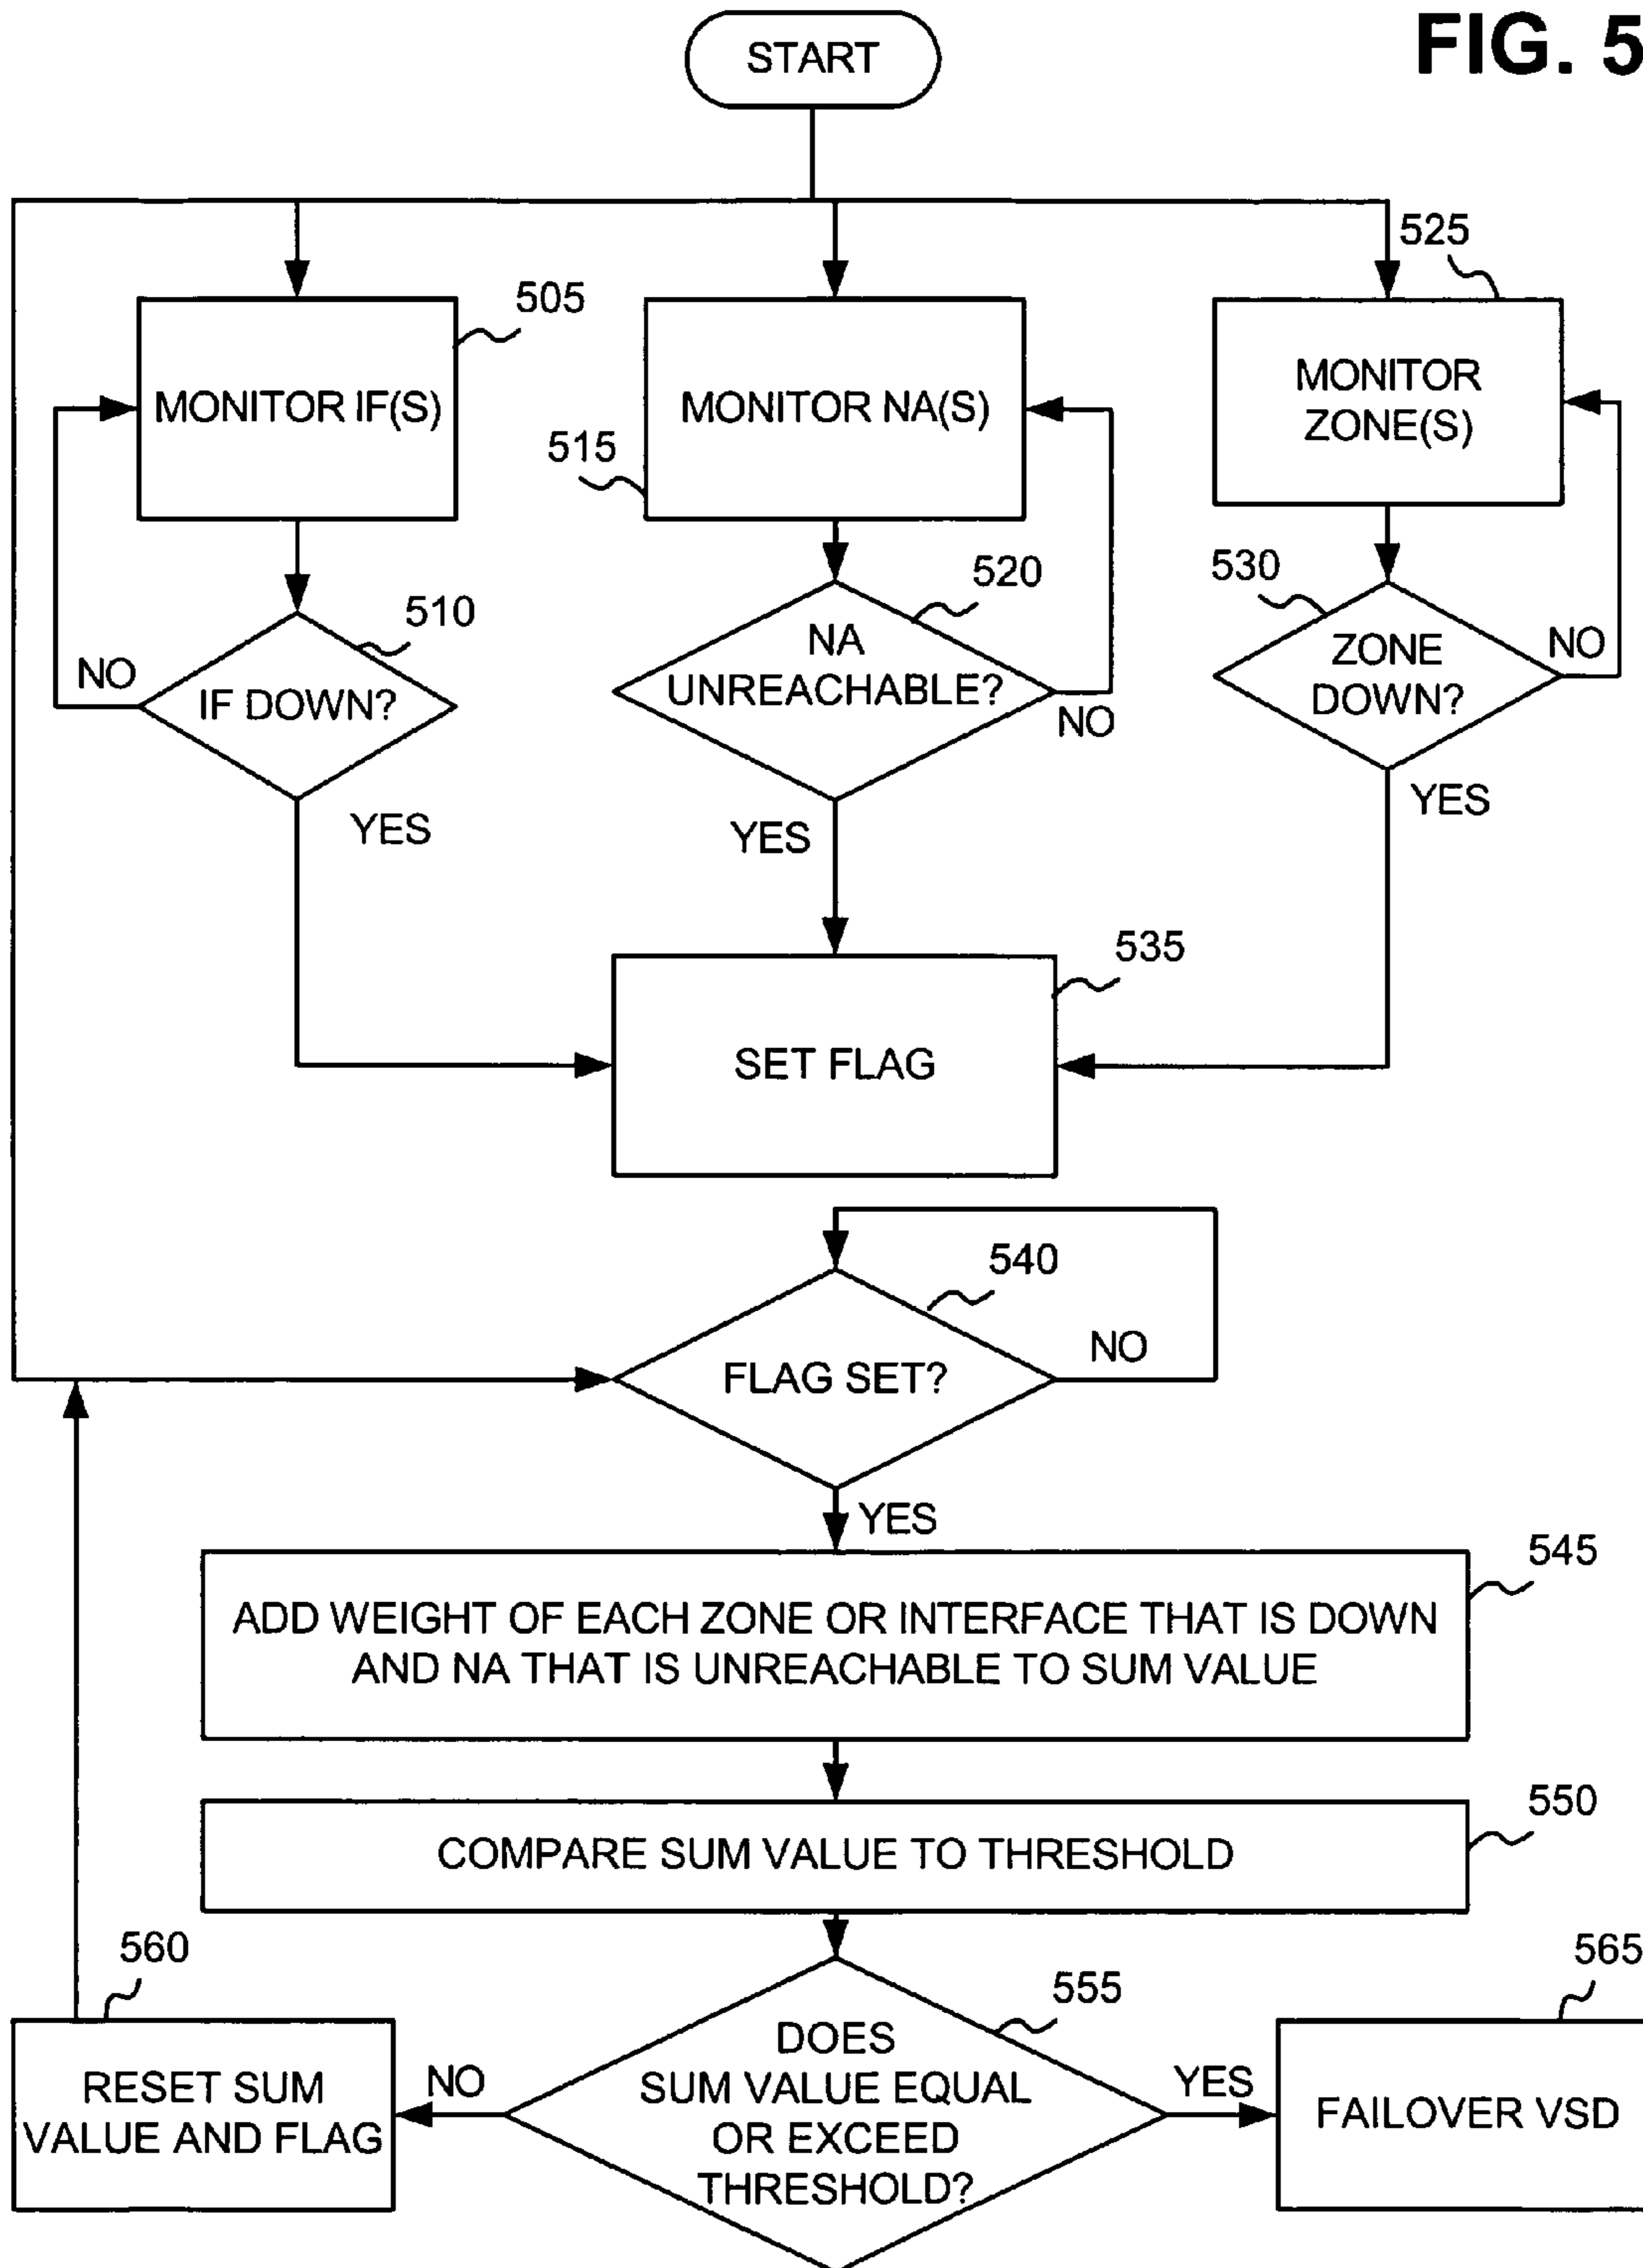 FIG. 5
START
525
505
MONITOR IF(S)
MONITOR NA(S)
MONITOR
ZONE(S)
515
510
520
530
NO
IF DOWN?
NA
UNREACHABLE?
NO
ZONE
DOWN?
NO
YES
YES
YES
535
SET FLAG
540
FLAG SET?
NO
YES
545
ADD WEIGHT OF EACH ZONE OR INTERFACE THAT IS DOWN
AND NA THAT IS UNREACHABLE TO SUM VALUE
550
COMPARE SUM VALUE TO THRESHOLD
560
555
565
RESET SUM
VALUE AND FLAG
NO
DOES
SUM VALUE EQUAL
OR EXCEED
THRESHOLD?
YES
FAILOVER VSD